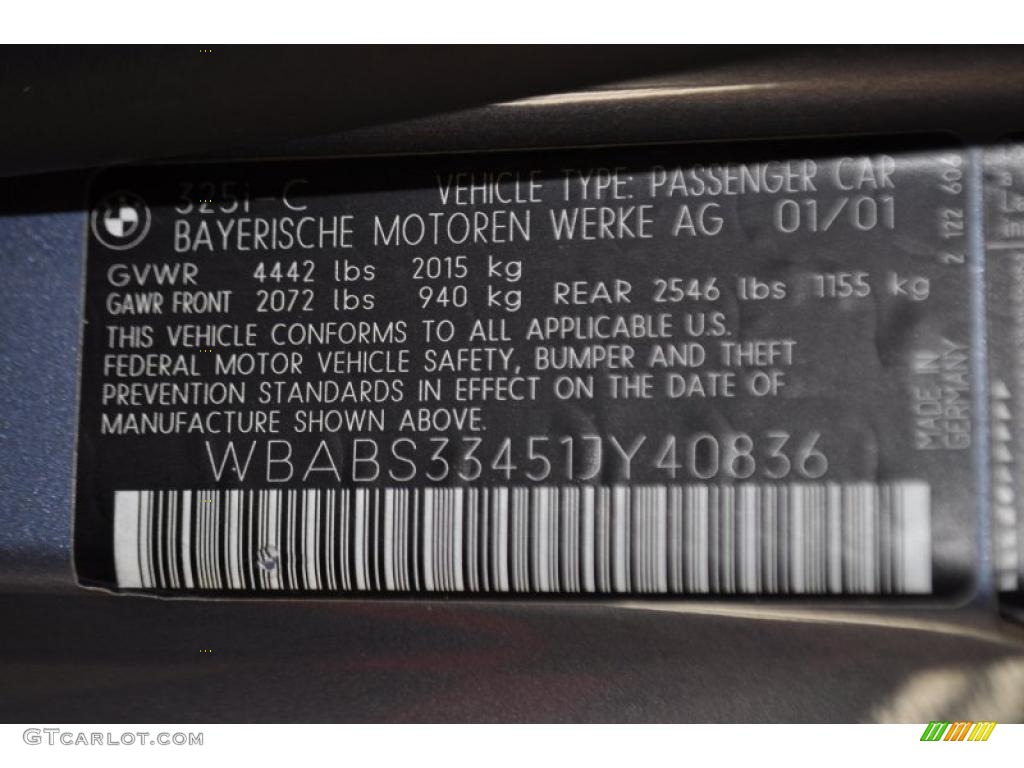 325i-C VEHICLE TYPE: PASSENGER CAR
BAYERISCHE MOTOREN WERKE AG 01/01
GVWR 4442 lbs 2015 kg
GAWR FRONT 2072 lbs 940 kg REAR 2546 lbs 1155 kg
THIS VEHICLE CONFORMS TO ALL APPLICABLE U.S.
FEDERAL MOTOR VEHICLE SAFETY, BUMPER AND THEFT
PREVENTION STANDARDS IN EFFECT ON THE DATE OF
MANUFACTURE SHOWN ABOVE.
WBABS33451JY40836
2 122 606
MADE IN
GERMANY
GTCARLOT.COM